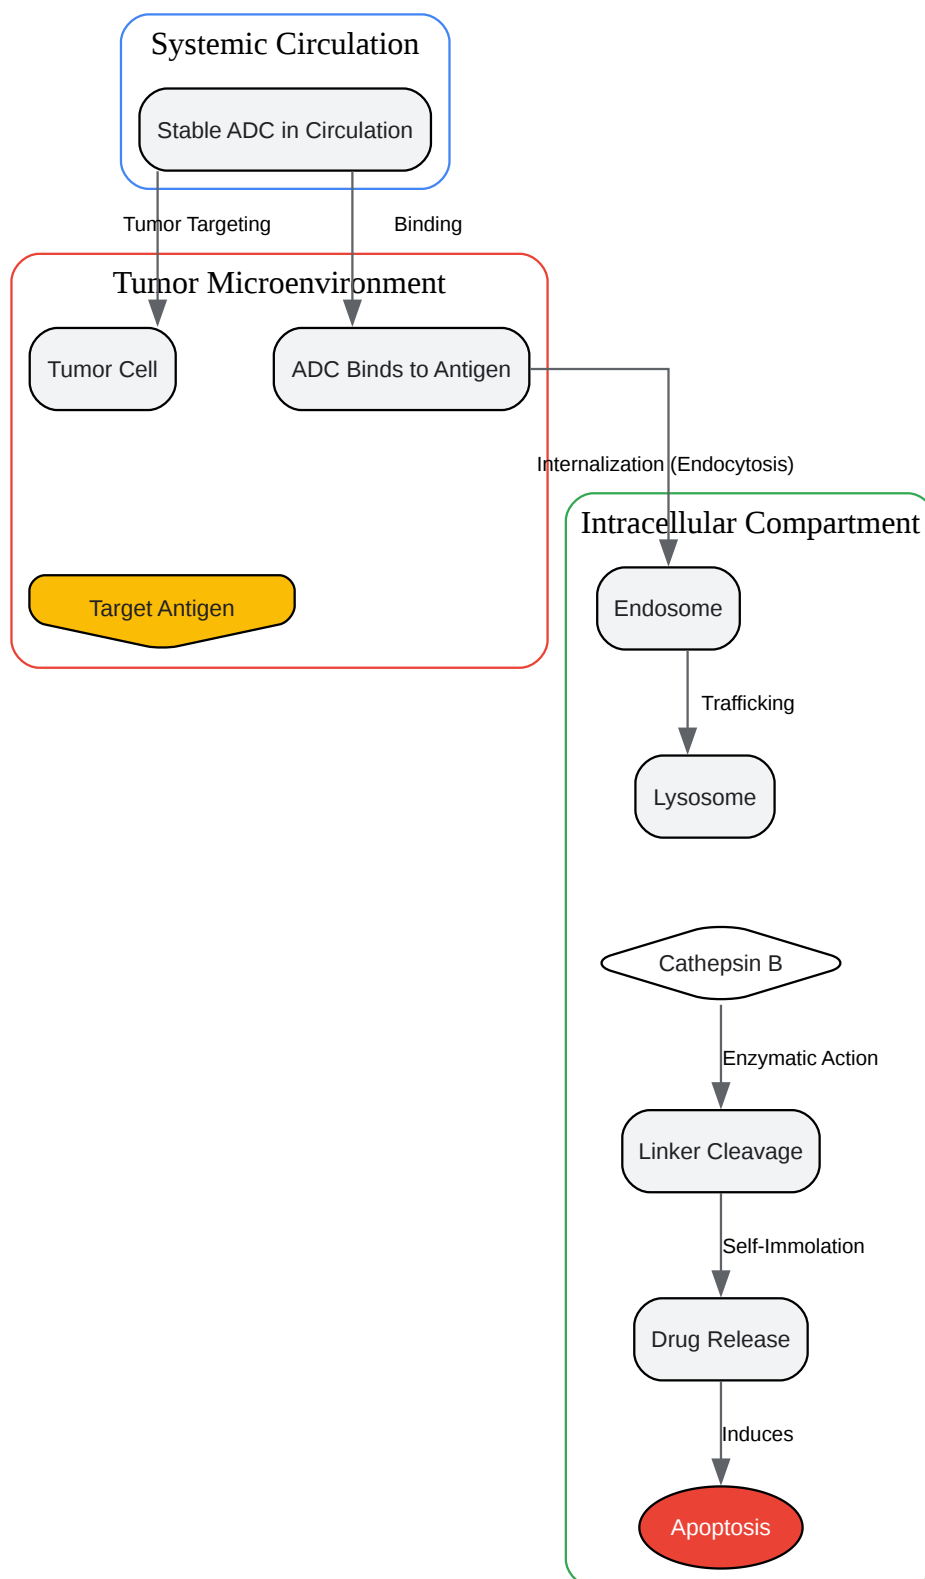 Systemic Circulation
Stable ADC in Circulation
Tumor Targeting
Binding
Tumor Microenvironment
Tumor Cell
ADC Binds to Antigen
Internalization (Endocytosis)
Intracellular Compartment
Target Antigen
Endosome
Trafficking
Lysosome
Cathepsin B
Enzymatic Action
Linker Cleavage
Self-Immolation
Drug Release
Induces
Apoptosis